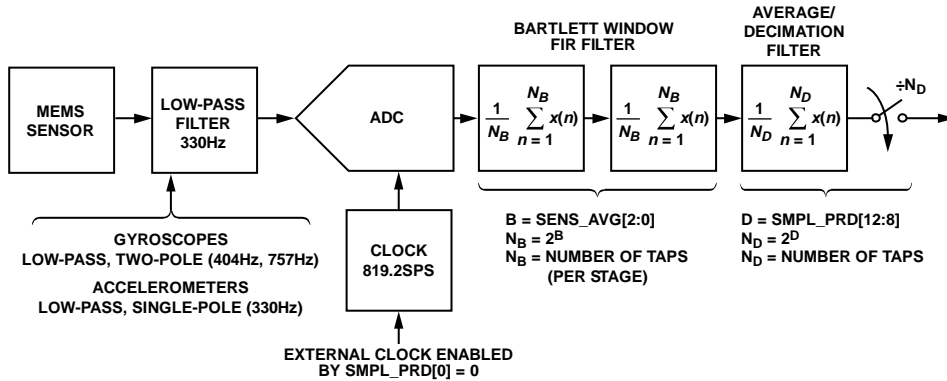 BARTLETT WINDOW
FIR FILTER
AVERAGE/
DECIMATION
FILTER
MEMS
SENSOR
LOW-PASS
FILTER
330Hz
ADC
1/N_B N_B ∑ n = 1 x(n)
1/N_B N_B ∑ n = 1 x(n)
1/N_D N_D ∑ n = 1 x(n)
÷N_D
GYROSCOPES
LOW-PASS, TWO-POLE (404Hz, 757Hz)
ACCELEROMETERS
LOW-PASS, SINGLE-POLE (330Hz)
CLOCK
819.2SPS
EXTERNAL CLOCK ENABLED
BY SMPL_PRD[0] = 0
B = SENS_AVG[2:0]
N_B = 2^B
N_B = NUMBER OF TAPS
(PER STAGE)
D = SMPL_PRD[12:8]
N_D = 2^D
N_D = NUMBER OF TAPS